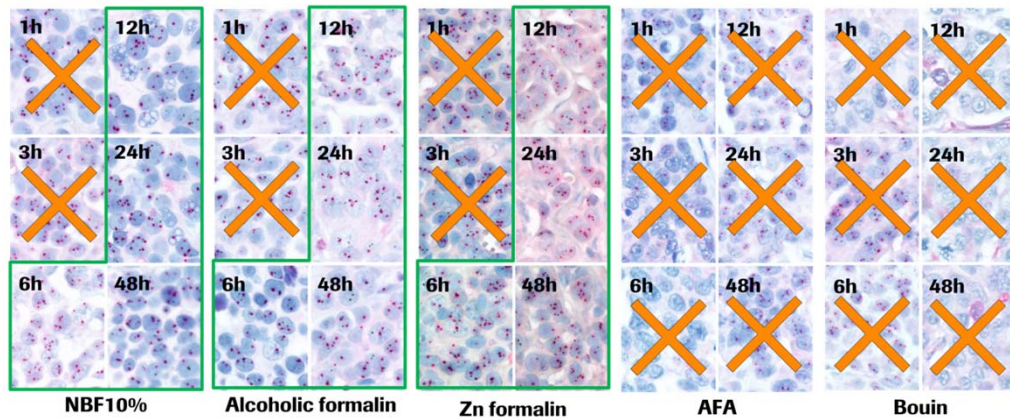 1h 12h 1h 12h 1h 12h 1h 12h 1h 12h
3h 24h 3h 24h 3h 24h 3h 24h 3h 24h
6h 48h 6h 48h 6h 48h 6h 48h 6h 48h
NBF10% Alcoholic formalin Zn formalin AFA Bouin